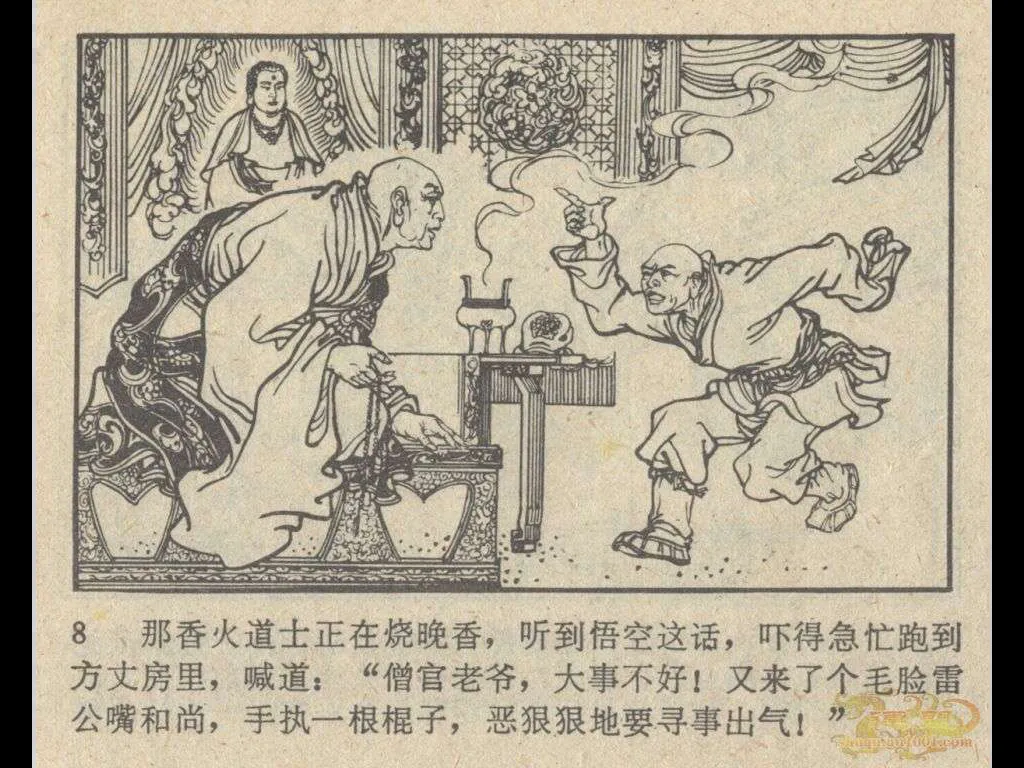 8 那香火道士正在烧晚香，听到悟空这话，吓得急忙跑到
方丈房里，喊道：“僧官老爷，大事不好！又来了个毛脸雷
公嘴和尚，手执一根棍子，恶狠狠地要寻事出气！”